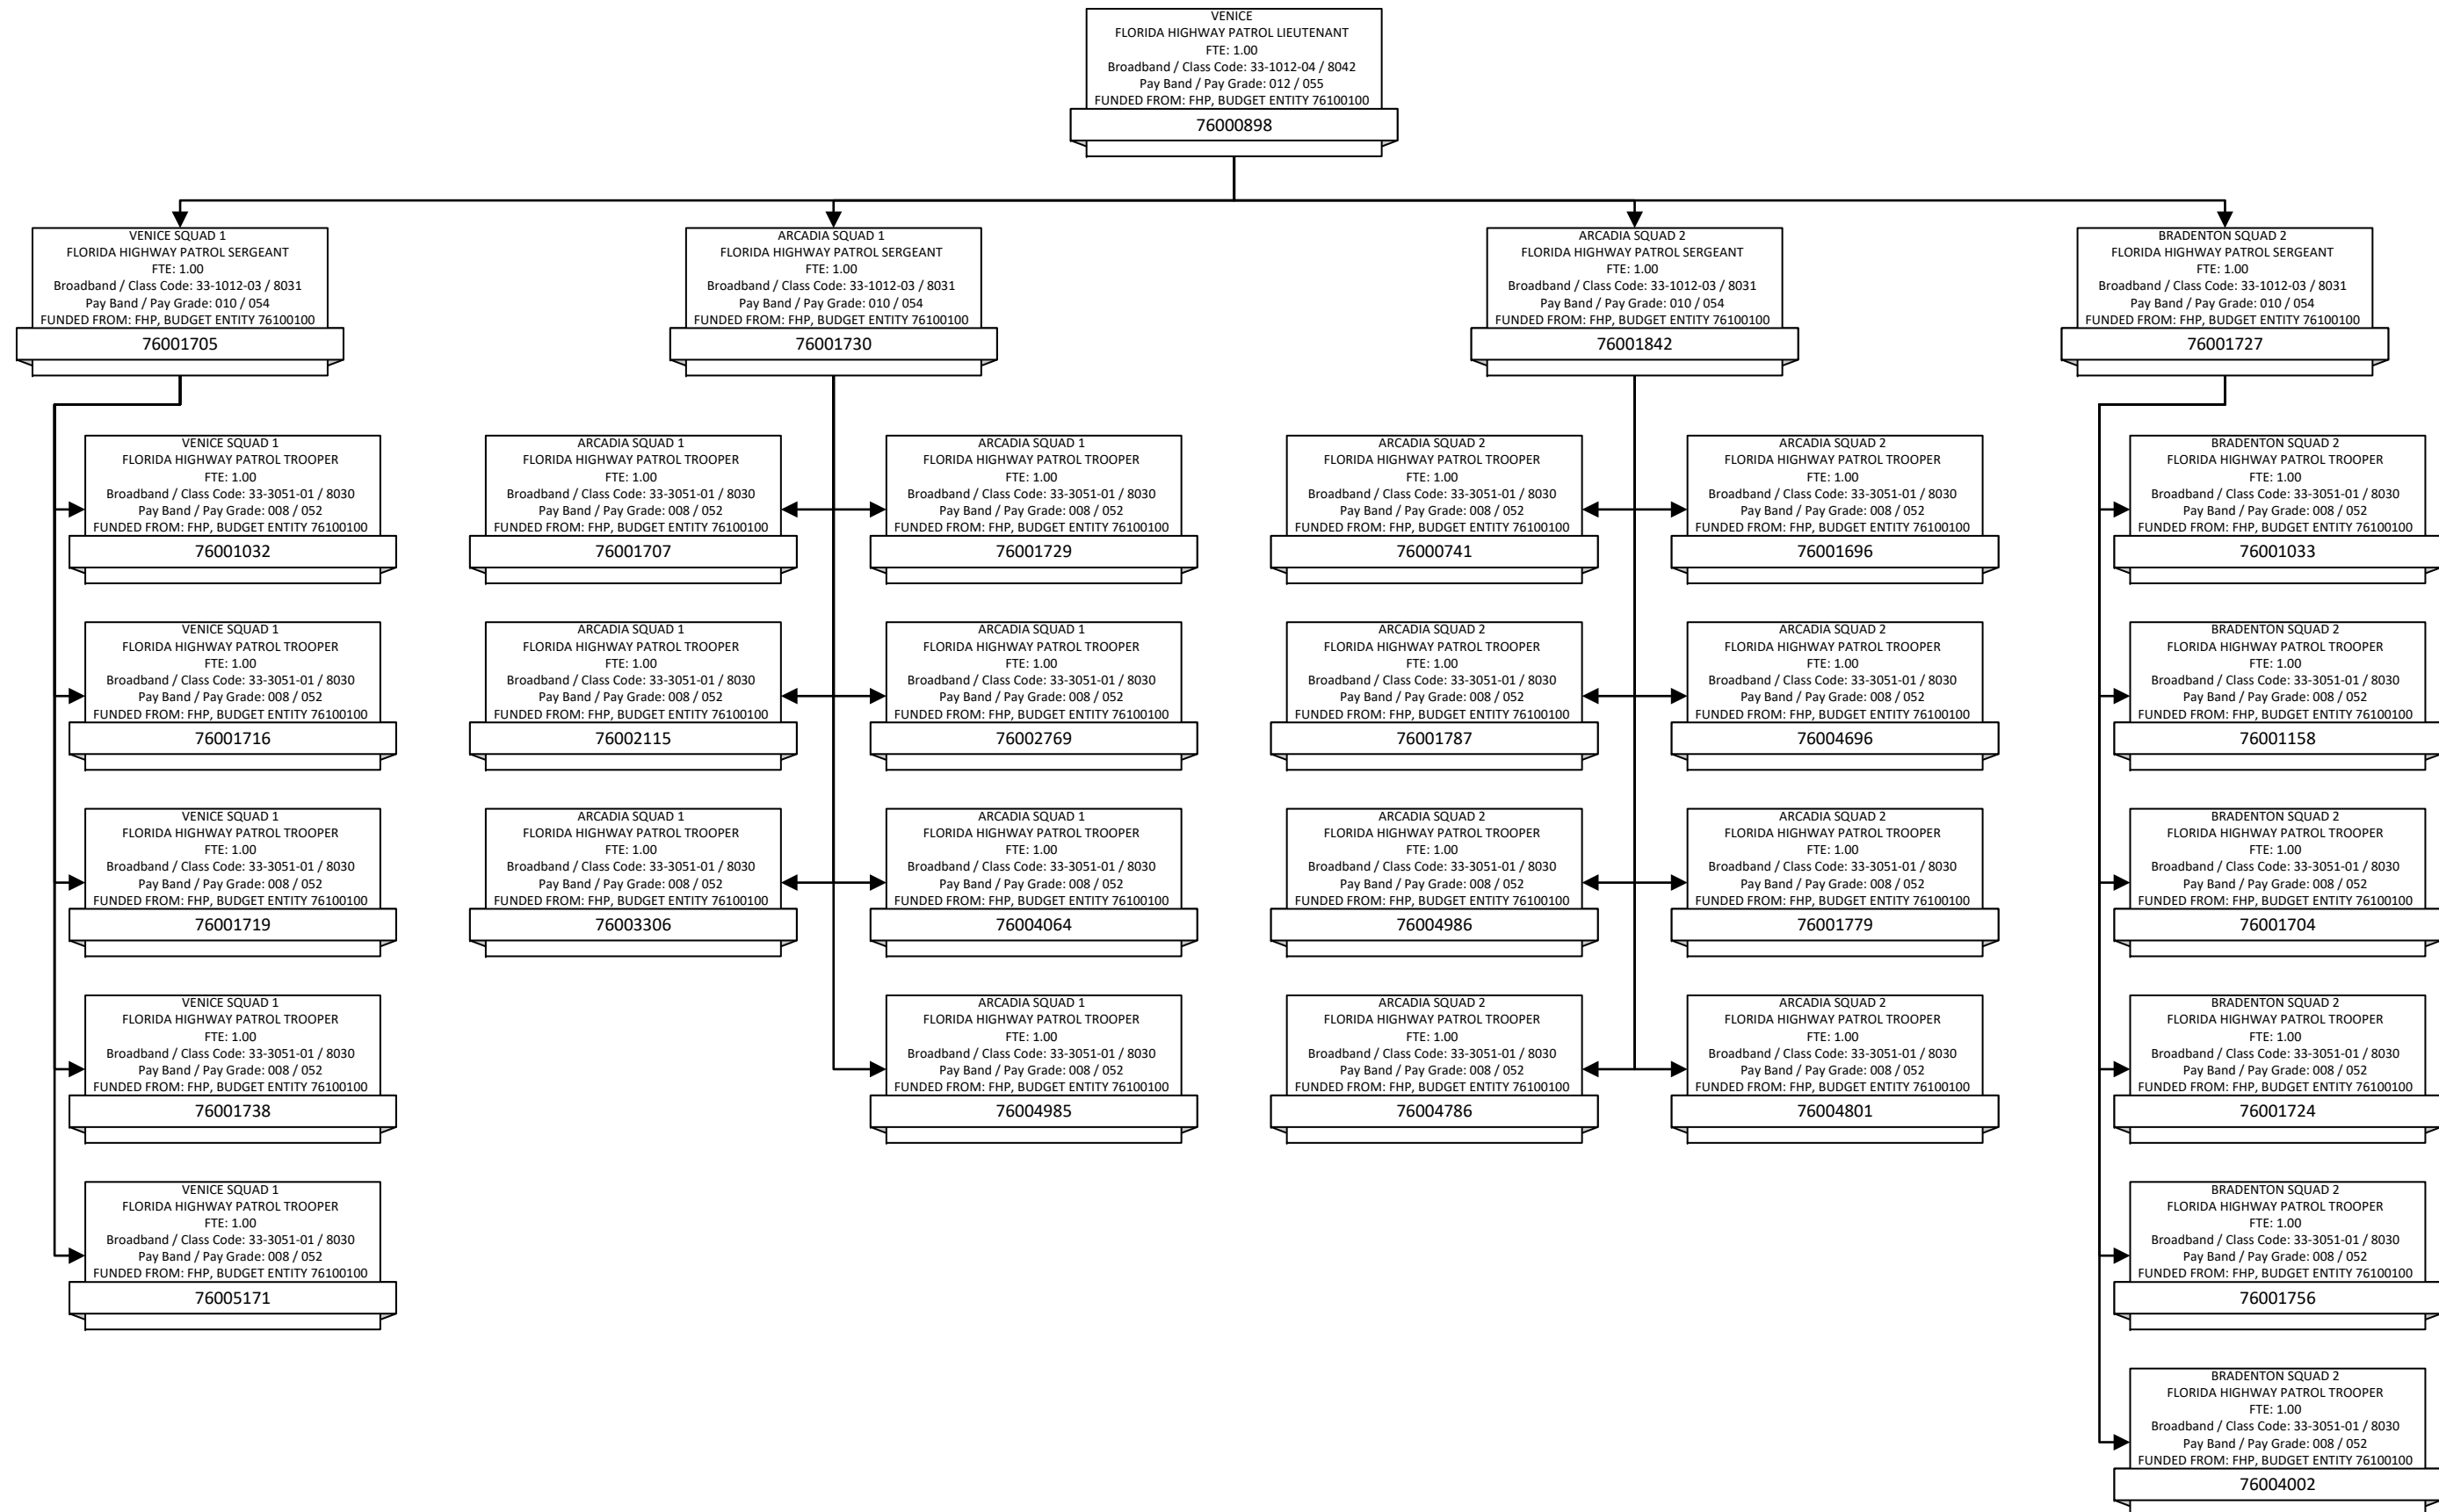 VENICE
FLORIDA HIGHWAY PATROL LIEUTENANT
FTE: 1.00
Broadband / Class Code: 33-1012-04 / 8042
Pay Band / Pay Grade: 012 / 055
FUNDED FROM: FHP, BUDGET ENTITY 76100100
76000898
VENICE SQUAD 1
FLORIDA HIGHWAY PATROL SERGEANT
FTE: 1.00
Broadband / Class Code: 33-1012-03 / 8031
Pay Band / Pay Grade: 010 / 054
FUNDED FROM: FHP, BUDGET ENTITY 76100100
76001705
ARCADIA SQUAD 1
FLORIDA HIGHWAY PATROL SERGEANT
FTE: 1.00
Broadband / Class Code: 33-1012-03 / 8031
Pay Band / Pay Grade: 010 / 054
FUNDED FROM: FHP, BUDGET ENTITY 76100100
76001730
ARCADIA SQUAD 2
FLORIDA HIGHWAY PATROL SERGEANT
FTE: 1.00
Broadband / Class Code: 33-1012-03 / 8031
Pay Band / Pay Grade: 010 / 054
FUNDED FROM: FHP, BUDGET ENTITY 76100100
76001842
BRADENTON SQUAD 2
FLORIDA HIGHWAY PATROL SERGEANT
FTE: 1.00
Broadband / Class Code: 33-1012-03 / 8031
Pay Band / Pay Grade: 010 / 054
FUNDED FROM: FHP, BUDGET ENTITY 76100100
76001727
VENICE SQUAD 1
FLORIDA HIGHWAY PATROL TROOPER
FTE: 1.00
Broadband / Class Code: 33-3051-01 / 8030
Pay Band / Pay Grade: 008 / 052
FUNDED FROM: FHP, BUDGET ENTITY 76100100
76001032
ARCADIA SQUAD 1
FLORIDA HIGHWAY PATROL TROOPER
FTE: 1.00
Broadband / Class Code: 33-3051-01 / 8030
Pay Band / Pay Grade: 008 / 052
FUNDED FROM: FHP, BUDGET ENTITY 76100100
76001707
ARCADIA SQUAD 1
FLORIDA HIGHWAY PATROL TROOPER
FTE: 1.00
Broadband / Class Code: 33-3051-01 / 8030
Pay Band / Pay Grade: 008 / 052
FUNDED FROM: FHP, BUDGET ENTITY 76100100
76001729
ARCADIA SQUAD 2
FLORIDA HIGHWAY PATROL TROOPER
FTE: 1.00
Broadband / Class Code: 33-3051-01 / 8030
Pay Band / Pay Grade: 008 / 052
FUNDED FROM: FHP, BUDGET ENTITY 76100100
76000741
ARCADIA SQUAD 2
FLORIDA HIGHWAY PATROL TROOPER
FTE: 1.00
Broadband / Class Code: 33-3051-01 / 8030
Pay Band / Pay Grade: 008 / 052
FUNDED FROM: FHP, BUDGET ENTITY 76100100
76001696
BRADENTON SQUAD 2
FLORIDA HIGHWAY PATROL TROOPER
FTE: 1.00
Broadband / Class Code: 33-3051-01 / 8030
Pay Band / Pay Grade: 008 / 052
FUNDED FROM: FHP, BUDGET ENTITY 76100100
76001033
VENICE SQUAD 1
FLORIDA HIGHWAY PATROL TROOPER
FTE: 1.00
Broadband / Class Code: 33-3051-01 / 8030
Pay Band / Pay Grade: 008 / 052
FUNDED FROM: FHP, BUDGET ENTITY 76100100
76001716
ARCADIA SQUAD 1
FLORIDA HIGHWAY PATROL TROOPER
FTE: 1.00
Broadband / Class Code: 33-3051-01 / 8030
Pay Band / Pay Grade: 008 / 052
FUNDED FROM: FHP, BUDGET ENTITY 76100100
76002115
ARCADIA SQUAD 1
FLORIDA HIGHWAY PATROL TROOPER
FTE: 1.00
Broadband / Class Code: 33-3051-01 / 8030
Pay Band / Pay Grade: 008 / 052
FUNDED FROM: FHP, BUDGET ENTITY 76100100
76002769
ARCADIA SQUAD 2
FLORIDA HIGHWAY PATROL TROOPER
FTE: 1.00
Broadband / Class Code: 33-3051-01 / 8030
Pay Band / Pay Grade: 008 / 052
FUNDED FROM: FHP, BUDGET ENTITY 76100100
76001787
ARCADIA SQUAD 2
FLORIDA HIGHWAY PATROL TROOPER
FTE: 1.00
Broadband / Class Code: 33-3051-01 / 8030
Pay Band / Pay Grade: 008 / 052
FUNDED FROM: FHP, BUDGET ENTITY 76100100
76004696
BRADENTON SQUAD 2
FLORIDA HIGHWAY PATROL TROOPER
FTE: 1.00
Broadband / Class Code: 33-3051-01 / 8030
Pay Band / Pay Grade: 008 / 052
FUNDED FROM: FHP, BUDGET ENTITY 76100100
76001158
VENICE SQUAD 1
FLORIDA HIGHWAY PATROL TROOPER
FTE: 1.00
Broadband / Class Code: 33-3051-01 / 8030
Pay Band / Pay Grade: 008 / 052
FUNDED FROM: FHP, BUDGET ENTITY 76100100
76001719
ARCADIA SQUAD 1
FLORIDA HIGHWAY PATROL TROOPER
FTE: 1.00
Broadband / Class Code: 33-3051-01 / 8030
Pay Band / Pay Grade: 008 / 052
FUNDED FROM: FHP, BUDGET ENTITY 76100100
76003306
ARCADIA SQUAD 1
FLORIDA HIGHWAY PATROL TROOPER
FTE: 1.00
Broadband / Class Code: 33-3051-01 / 8030
Pay Band / Pay Grade: 008 / 052
FUNDED FROM: FHP, BUDGET ENTITY 76100100
76004064
ARCADIA SQUAD 2
FLORIDA HIGHWAY PATROL TROOPER
FTE: 1.00
Broadband / Class Code: 33-3051-01 / 8030
Pay Band / Pay Grade: 008 / 052
FUNDED FROM: FHP, BUDGET ENTITY 76100100
76004986
ARCADIA SQUAD 2
FLORIDA HIGHWAY PATROL TROOPER
FTE: 1.00
Broadband / Class Code: 33-3051-01 / 8030
Pay Band / Pay Grade: 008 / 052
FUNDED FROM: FHP, BUDGET ENTITY 76100100
76001779
BRADENTON SQUAD 2
FLORIDA HIGHWAY PATROL TROOPER
FTE: 1.00
Broadband / Class Code: 33-3051-01 / 8030
Pay Band / Pay Grade: 008 / 052
FUNDED FROM: FHP, BUDGET ENTITY 76100100
76001704
VENICE SQUAD 1
FLORIDA HIGHWAY PATROL TROOPER
FTE: 1.00
Broadband / Class Code: 33-3051-01 / 8030
Pay Band / Pay Grade: 008 / 052
FUNDED FROM: FHP, BUDGET ENTITY 76100100
76001738
ARCADIA SQUAD 1
FLORIDA HIGHWAY PATROL TROOPER
FTE: 1.00
Broadband / Class Code: 33-3051-01 / 8030
Pay Band / Pay Grade: 008 / 052
FUNDED FROM: FHP, BUDGET ENTITY 76100100
76004985
ARCADIA SQUAD 2
FLORIDA HIGHWAY PATROL TROOPER
FTE: 1.00
Broadband / Class Code: 33-3051-01 / 8030
Pay Band / Pay Grade: 008 / 052
FUNDED FROM: FHP, BUDGET ENTITY 76100100
76004786
ARCADIA SQUAD 2
FLORIDA HIGHWAY PATROL TROOPER
FTE: 1.00
Broadband / Class Code: 33-3051-01 / 8030
Pay Band / Pay Grade: 008 / 052
FUNDED FROM: FHP, BUDGET ENTITY 76100100
76004801
BRADENTON SQUAD 2
FLORIDA HIGHWAY PATROL TROOPER
FTE: 1.00
Broadband / Class Code: 33-3051-01 / 8030
Pay Band / Pay Grade: 008 / 052
FUNDED FROM: FHP, BUDGET ENTITY 76100100
76001724
VENICE SQUAD 1
FLORIDA HIGHWAY PATROL TROOPER
FTE: 1.00
Broadband / Class Code: 33-3051-01 / 8030
Pay Band / Pay Grade: 008 / 052
FUNDED FROM: FHP, BUDGET ENTITY 76100100
76005171
BRADENTON SQUAD 2
FLORIDA HIGHWAY PATROL TROOPER
FTE: 1.00
Broadband / Class Code: 33-3051-01 / 8030
Pay Band / Pay Grade: 008 / 052
FUNDED FROM: FHP, BUDGET ENTITY 76100100
76001756
BRADENTON SQUAD 2
FLORIDA HIGHWAY PATROL TROOPER
FTE: 1.00
Broadband / Class Code: 33-3051-01 / 8030
Pay Band / Pay Grade: 008 / 052
FUNDED FROM: FHP, BUDGET ENTITY 76100100
76004002